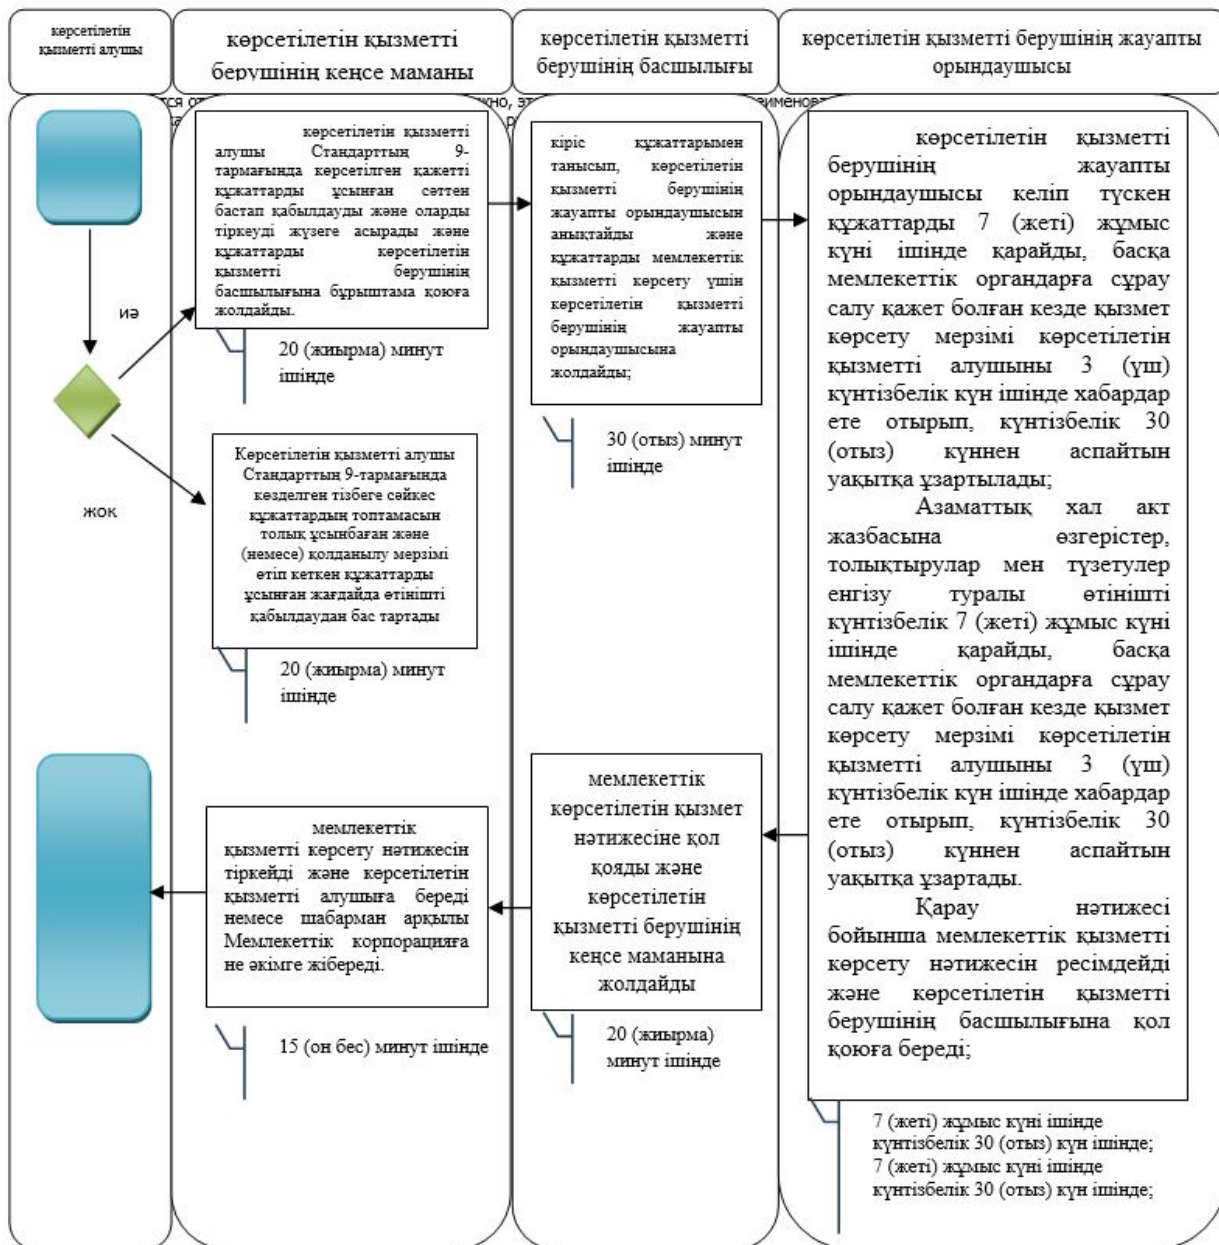 көрсетілетін
қызметті алушы
көрсетілетін қызметті
берушінің кеңсе маманы
көрсетілетін қызметті
берушінің басшылығы
көрсетілетін қызметті берушінің жауапты
орындаушысы
көрсетілетін қызметті
алушы Стандарттың 9-
тармағында көрсетілген қажетті
құжаттарды ұсынған сәттен
бастап қабылдауды және оларды
тіркеуді жүзеге асырады және
құжаттарды көрсетілетін
қызметті берушінің
басшылығына бұрыштама қоюға
жолдайды.
иә
20 (жиырма) минут
ішінде
жоқ
Көрсетілетін қызметті алушы
Стандарттың 9-тармағында
көзделген тізбеге сәйкес
құжаттардың топтамасын
толық ұсынбаған және
(немесе) қолданылу мерзімі
өтіп кеткен құжаттарды
ұсынған жағдайда өтінішті
қабылдаудан бас тартады
20 (жиырма) минут
ішінде
кіріс құжаттарымен
танысып, көрсетілетін
қызметті берушінің
жауапты орындаушысын
анықтайды және
құжаттарды мемлекеттік
қызметті көрсету үшін
көрсетілетін қызметті
берушінің жауапты
орындаушысына
жолдайды;
30 (отыз) минут
ішінде
көрсетілетін қызметті
берушінің жауапты
орындаушысы келіп түскен
құжаттарды 7 (жеті) жұмыс
күні ішінде қарайды, басқа
мемлекеттік органдарға сұрау
салу қажет болған кезде қызмет
көрсету мерзімі көрсетілетін
қызметті алушыны 3 (үш)
күнтізбелік күн ішінде хабардар
ете отырып, күнтізбелік 30
(отыз) күннен аспайтын
уақытқа ұзартылады;
Азаматтық хал акт
жазбасына өзгерістер,
толықтырулар мен түзетулер
енгізу туралы өтінішті
күнтізбелік 7 (жеті) жұмыс күні
ішінде қарайды, басқа
мемлекеттік органдарға сұрау
салу қажет болған кезде қызмет
көрсету мерзімі көрсетілетін
қызметті алушыны 3 (үш)
күнтізбелік күн ішінде хабардар
ете отырып, күнтізбелік 30
(отыз) күннен аспайтын
уақытқа ұзартады.
Қарау нәтижесі
бойынша мемлекеттік қызметті
көрсету нәтижесін ресімдейді
және көрсетілетін қызметті
берушінің басшылығына қол
қоюға береді;
7 (жеті) жұмыс күні ішінде
күнтізбелік 30 (отыз) күн ішінде;
7 (жеті) жұмыс күні ішінде
күнтізбелік 30 (отыз) күн ішінде;
мемлекеттік
көрсетілетін қызмет
нәтижесіне қол
қояды және
көрсетілетін
қызметті берушінің
кеңсе маманына
жолдайды
20 (жиырма)
минут ішінде
мемлекеттік
қызметті көрсету нәтижесін
тіркейді және көрсетілетін
қызметті алушыға береді
немесе шабарман арқылы
Мемлекеттік корпорацияға
не әкімге жібереді.
15 (он бес) минут ішінде